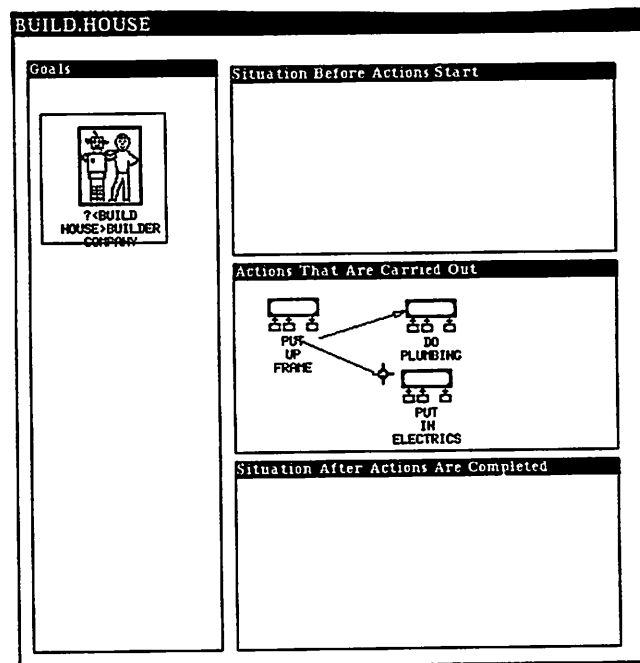 BUILD.HOUSE
Goals
?<BUILD
HOUSE>BUILDER
COMPANY
Situation Before Actions Start
Actions That Are Carried Out
PUT
UP
FRAME
DO
PLUMBING
PUT
IN
ELECTRICS
Situation After Actions Are Completed